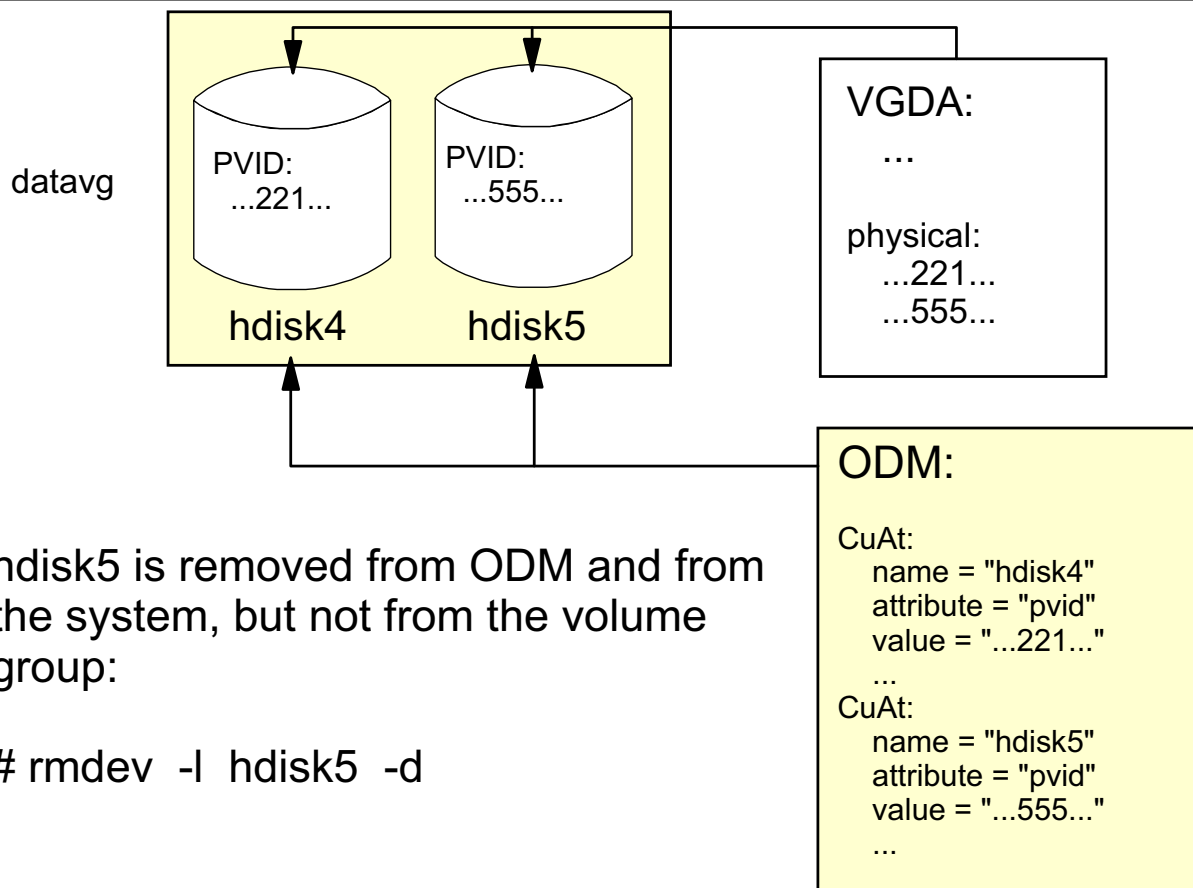 datavg
PVID:
...221...
PVID:
...555...
hdisk4
hdisk5
VGDA:
...
physical:
...221...
...555...
ODM:
CuAt:
name = "hdisk4"
attribute = "pvid"
value = "...221..."
...
CuAt:
name = "hdisk5"
attribute = "pvid"
value = "...555..."
...
hdisk5 is removed from ODM and from
the system, but not from the volume
group:
# rmdev -l hdisk5 -d